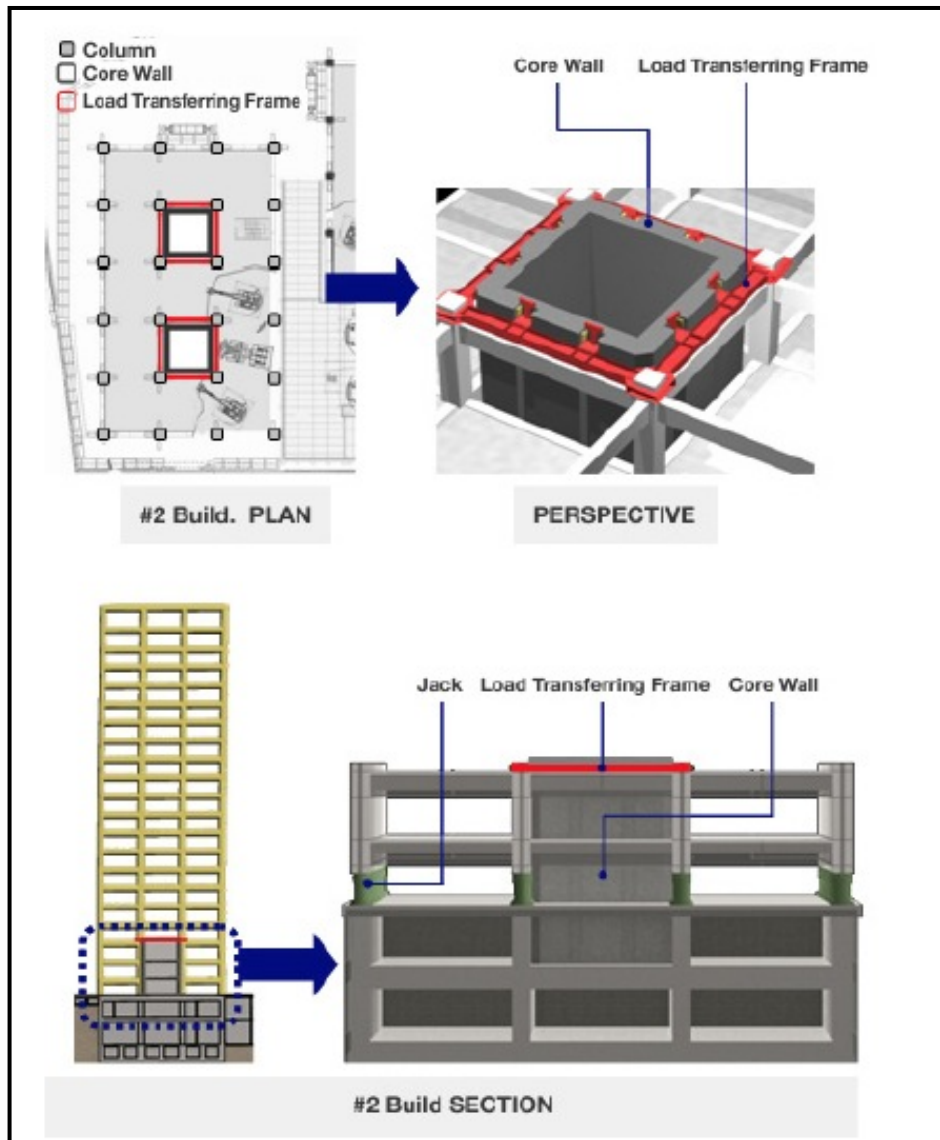 Column
Core Wall
Load Transferring Frame
Core Wall
Load Transferring Frame
#2 Build. PLAN
PERSPECTIVE
Jack
Load Transferring Frame
Core Wall
#2 Build SECTION